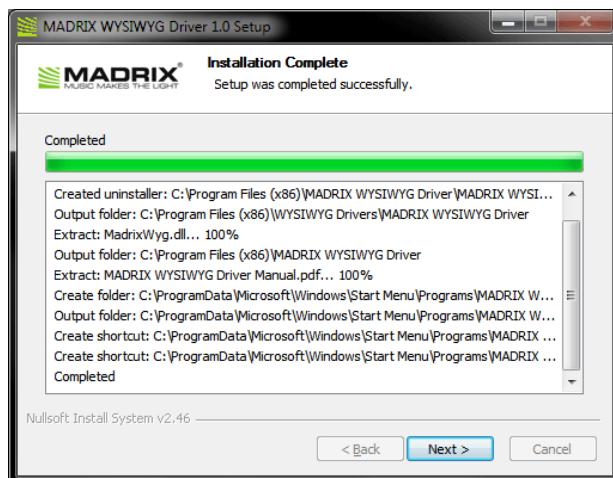 MADRIX WYSIWYG Driver 1.0 Setup
Installation Complete
Setup was completed successfully.
MADRIX®
MUSIC MAKES THE LIGHT
Completed
Created uninstaller: C:\Program Files (x86)\MADRIX WYSIWYG Driver\MADRIX WYSI...
Output folder: C:\Program Files (x86)\WYSIWYG Drivers\MADRIX WYSIWYG Driver
Extract: MadrixWyg.dll... 100%
Output folder: C:\Program Files (x86)\MADRIX WYSIWYG Driver
Extract: MADRIX WYSIWYG Driver Manual.pdf... 100%
Create folder: C:\ProgramData\Microsoft\Windows\Start Menu\Programs\MADRIX W...
Output folder: C:\ProgramData\Microsoft\Windows\Start Menu\Programs\MADRIX W...
Create shortcut: C:\ProgramData\Microsoft\Windows\Start Menu\Programs\MADRIX ...
Create shortcut: C:\ProgramData\Microsoft\Windows\Start Menu\Programs\MADRIX ...
Completed
Nullsoft Install System v2.46
< Back
Next >
Cancel